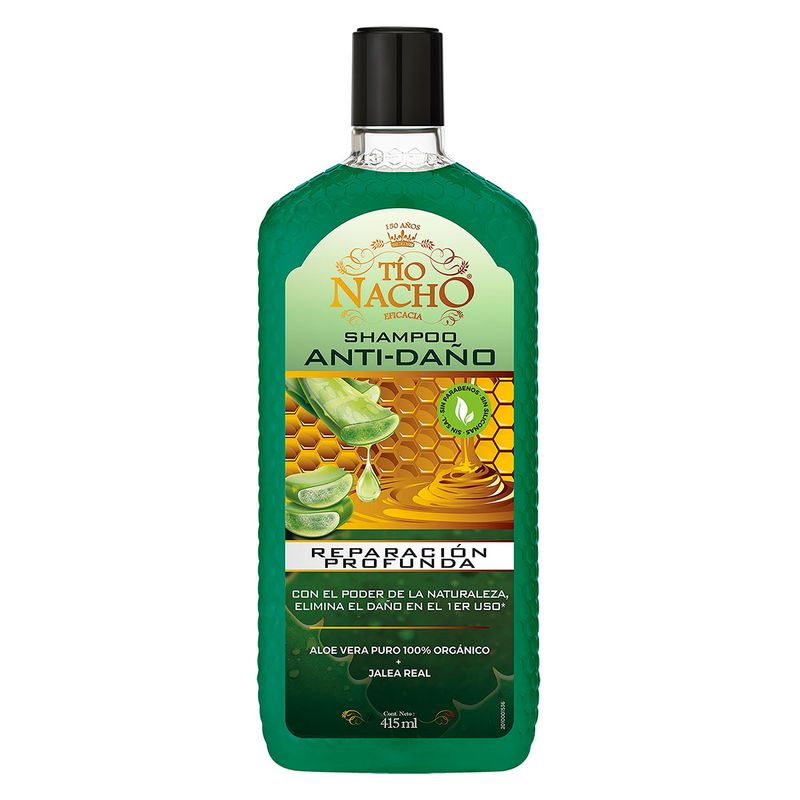 150 AÑOS
TÍO
NACHO®
EFICACIA
SHAMPOO
ANTI-DAÑO
SIN PARABENOS · SIN SILICONAS · SIN SAL ·
REPARACIÓN
PROFUNDA
CON EL PODER DE LA NATURALEZA,
ELIMINA EL DAÑO EN EL 1ER USO*
ALOE VERA PURO 100% ORGÁNICO
+
JALEA REAL
Cont. Neto :
415 ml